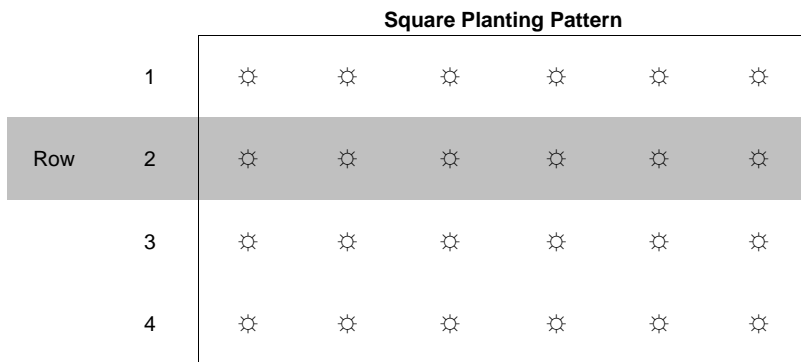 Square Planting Pattern
1 ☼ ☼ ☼ ☼ ☼ ☼
Row 2 ☼ ☼ ☼ ☼ ☼ ☼
3 ☼ ☼ ☼ ☼ ☼ ☼
4 ☼ ☼ ☼ ☼ ☼ ☼